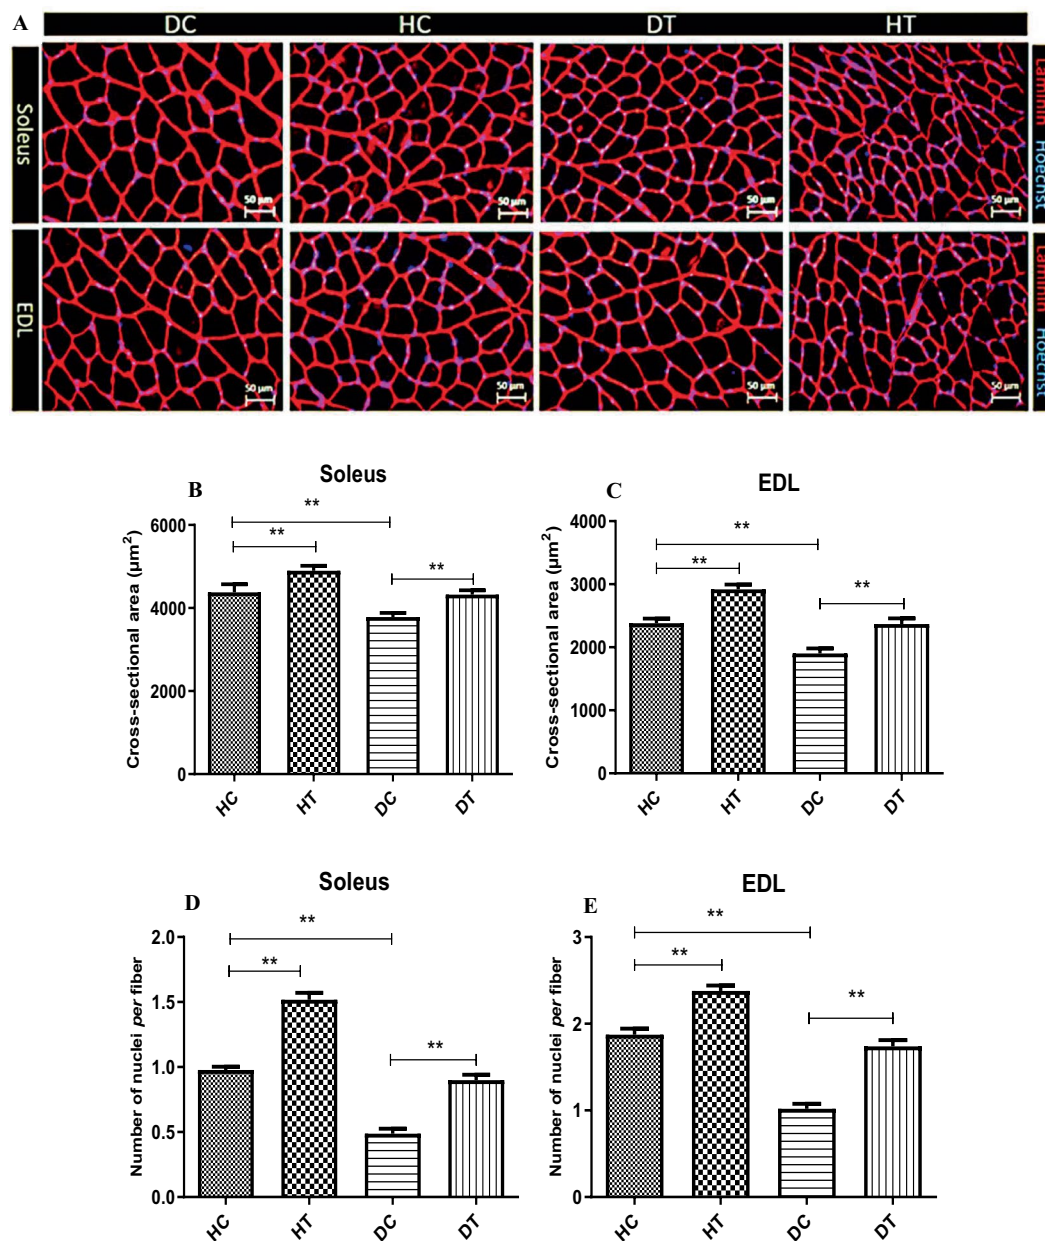 A
DC HC DT HT
Soleus
50 µm 50 µm 50 µm 50 µm
Laminin Hoechst
EDL
50 µm 50 µm 50 µm 50 µm
Laminin Hoechst
B
Soleus
Cross-sectional area (µm²)
6000
4000
2000
0
**
**
**
HC HT DC DT
C
EDL
Cross-sectional area (µm²)
4000
3000
2000
1000
0
**
**
**
HC HT DC DT
D
Soleus
Number of nuclei per fiber
2.0
1.5
1.0
0.5
0.0
**
**
**
HC HT DC DT
E
EDL
Number of nuclei per fiber
3
2
1
0
**
**
**
HC HT DC DT